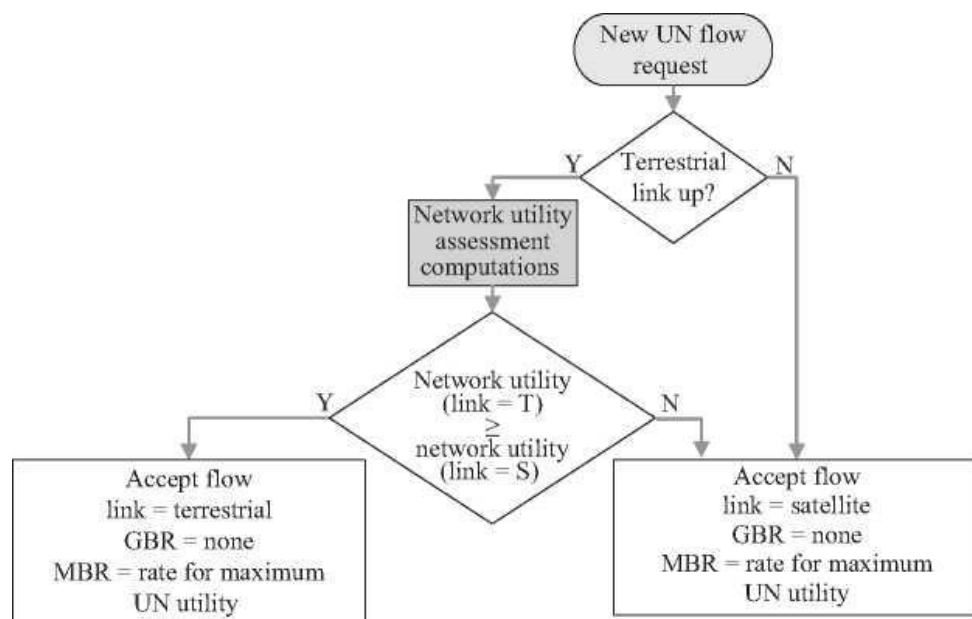 New UN flow
request
Y
Terrestrial
link up?
N
Network utility
assessment
computations
Y
Network utility
(link = T)
≥
network utility
(link = S)
N
Accept flow
link = terrestrial
GBR = none
MBR = rate for maximum
UN utility
Accept flow
link = satellite
GBR = none
MBR = rate for maximum
UN utility